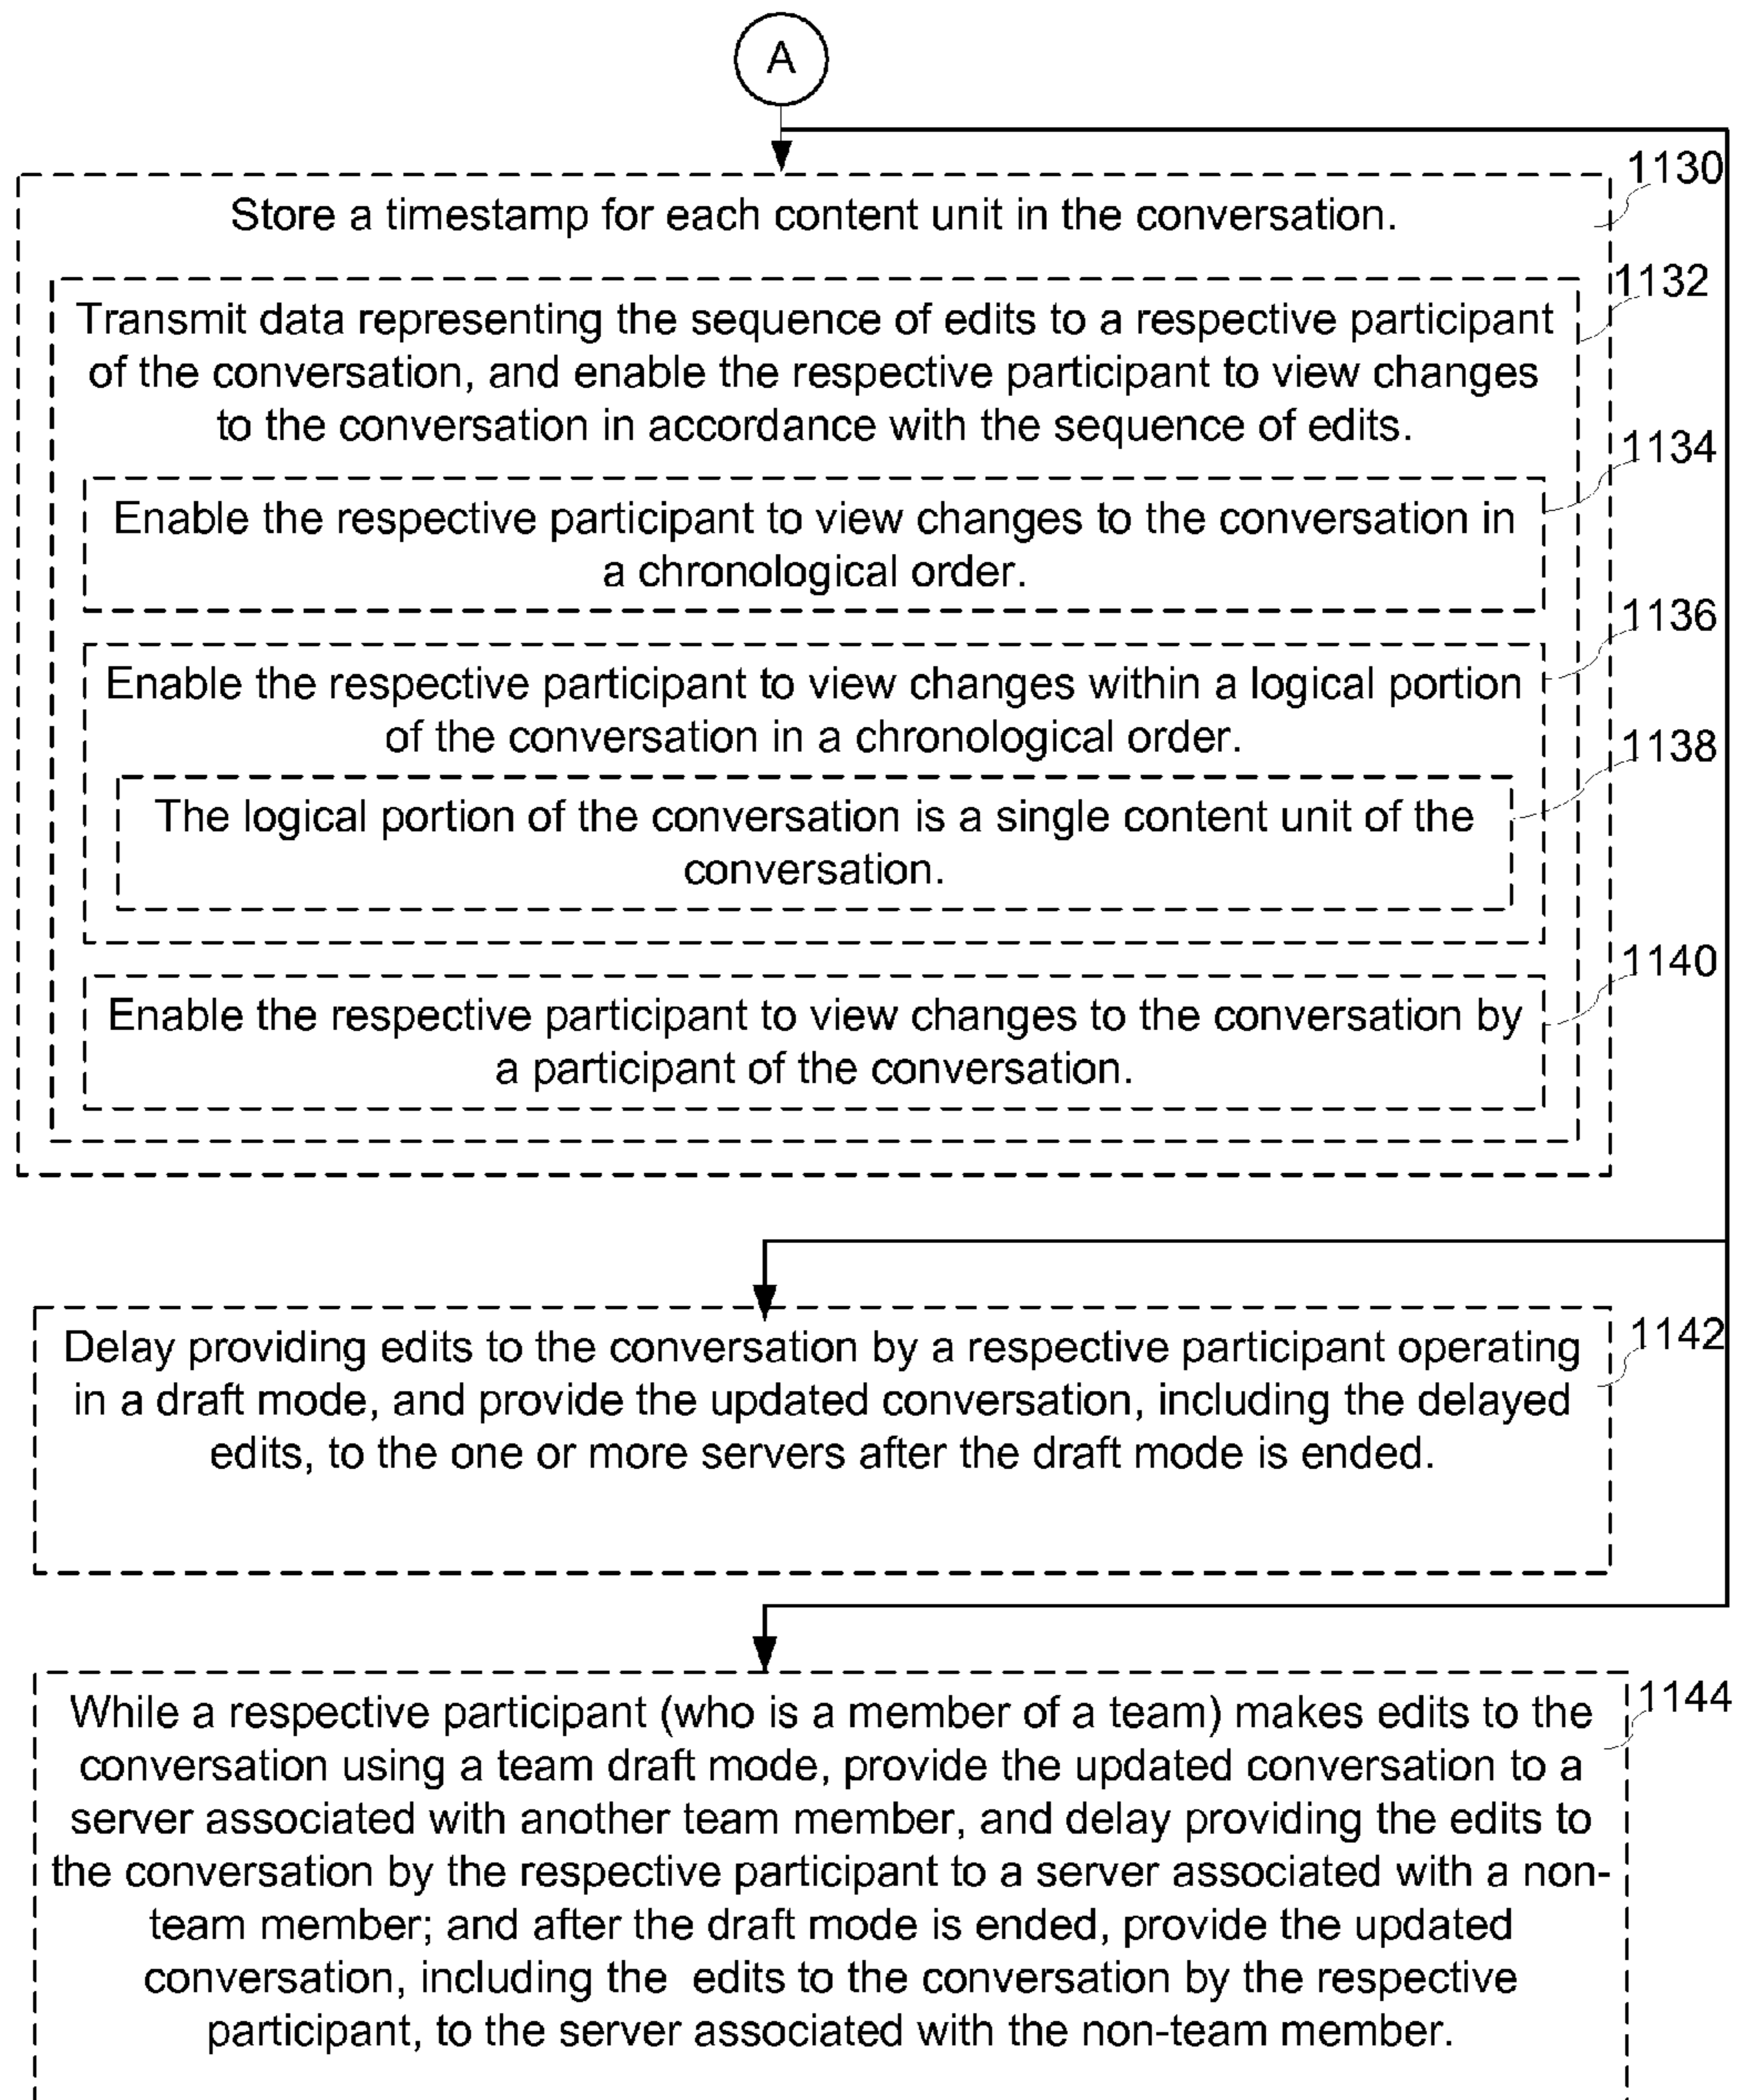 A
1130
Store a timestamp for each content unit in the conversation.
1132
Transmit data representing the sequence of edits to a respective participant
of the conversation, and enable the respective participant to view changes
to the conversation in accordance with the sequence of edits.
1134
Enable the respective participant to view changes to the conversation in
a chronological order.
1136
Enable the respective participant to view changes within a logical portion
of the conversation in a chronological order.
1138
The logical portion of the conversation is a single content unit of the
conversation.
1140
Enable the respective participant to view changes to the conversation by
a participant of the conversation.
1142
Delay providing edits to the conversation by a respective participant operating
in a draft mode, and provide the updated conversation, including the delayed
edits, to the one or more servers after the draft mode is ended.
1144
While a respective participant (who is a member of a team) makes edits to the
conversation using a team draft mode, provide the updated conversation to a
server associated with another team member, and delay providing the edits to
the conversation by the respective participant to a server associated with a non-
team member; and after the draft mode is ended, provide the updated
conversation, including the edits to the conversation by the respective
participant, to the server associated with the non-team member.